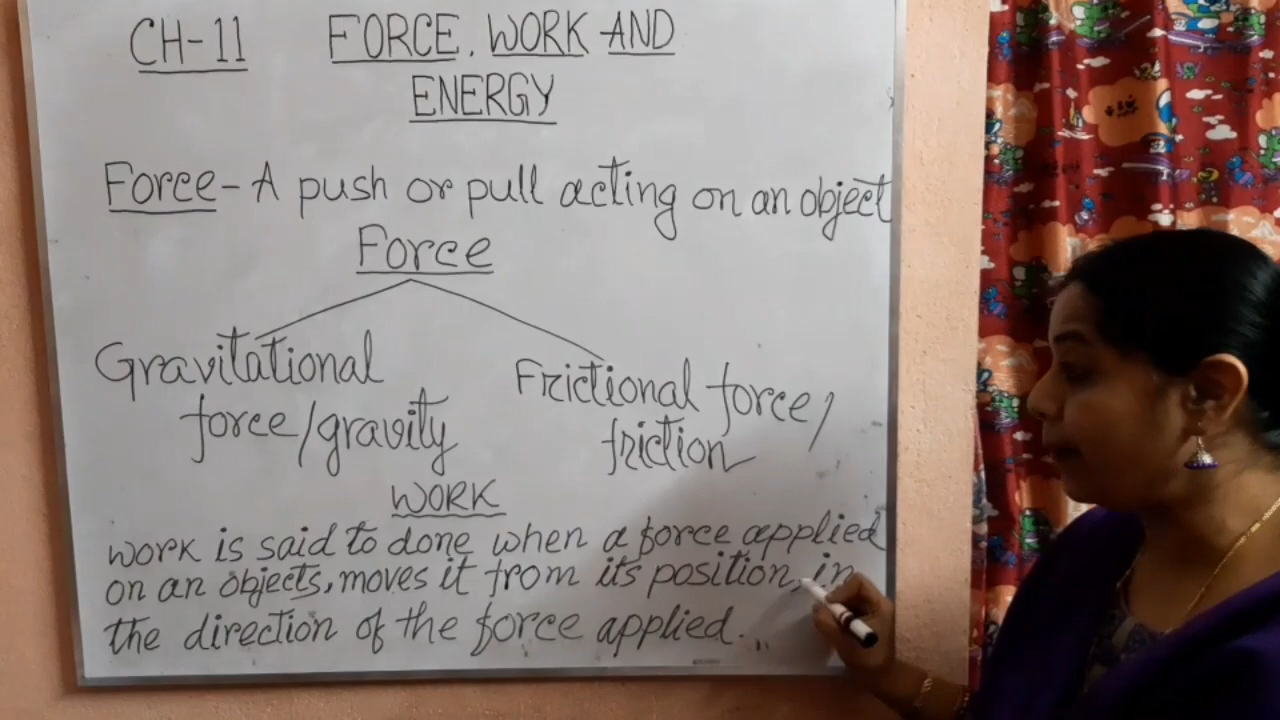 CH-11 FORCE, WORK AND
ENERGY
Force - A push or pull acting on an object
Force
Gravitational
force/gravity
Frictional force/
friction
WORK
Work is said to done when a force applied
on an objects, moves it from its position, in
the direction of the force applied.